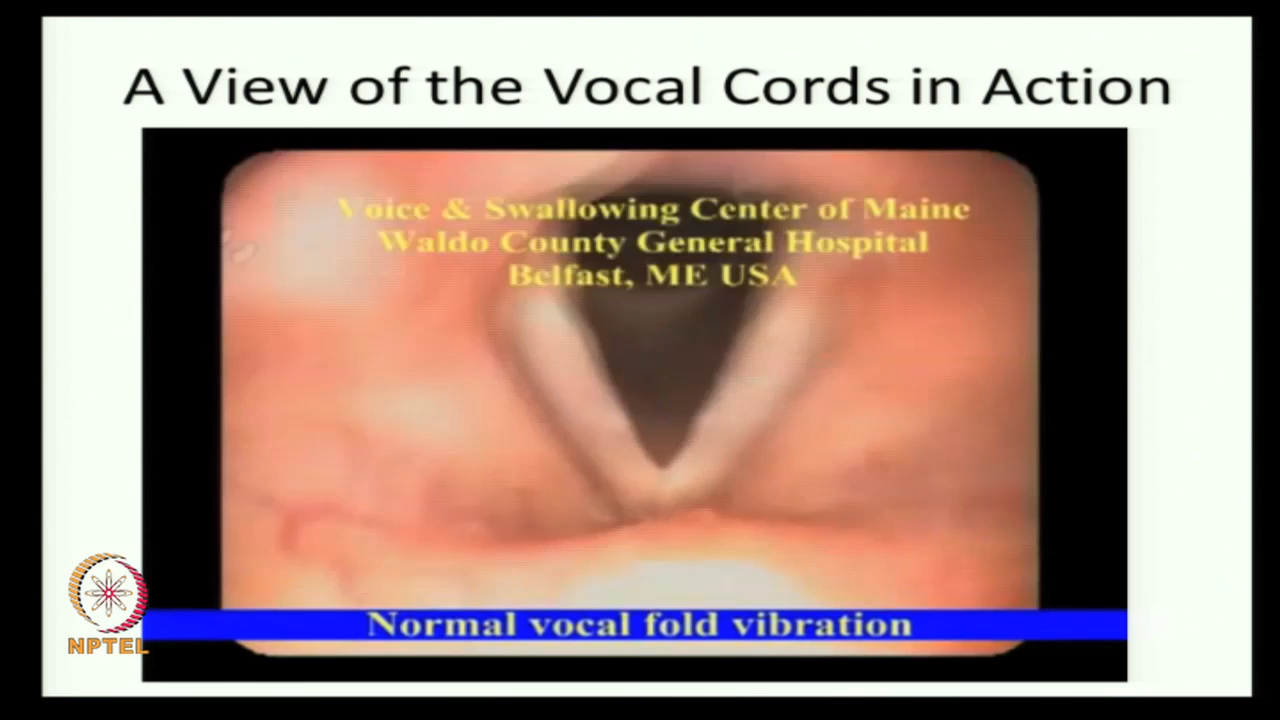 A View of the Vocal Cords in Action
Voice & Swallowing Center of Maine
Waldo County General Hospital
Belfast, ME USA
Normal vocal fold vibration
NPTEL